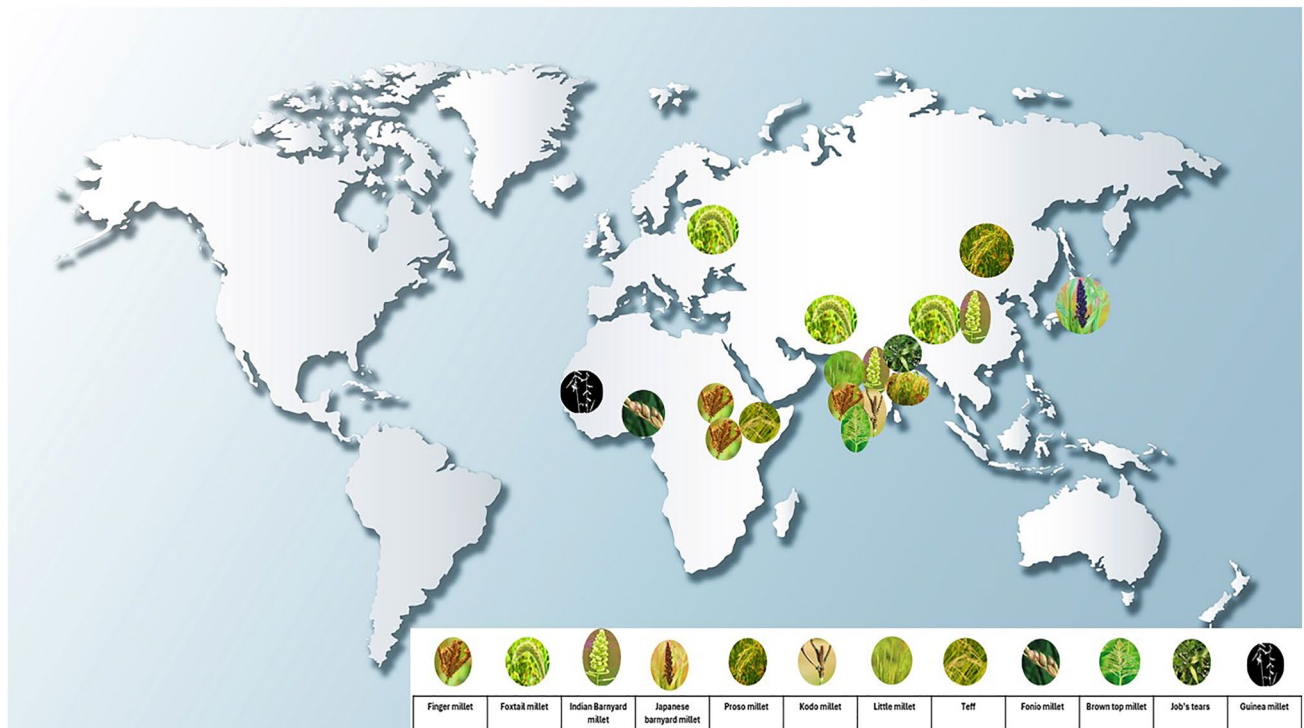 Finger millet
Foxtail millet
Indian Barnyard
millet
Japanese
barnyard millet
Proso millet
Kodo millet
Little millet
Teff
Fonio millet
Brown top millet
Job's tears
Guinea millet